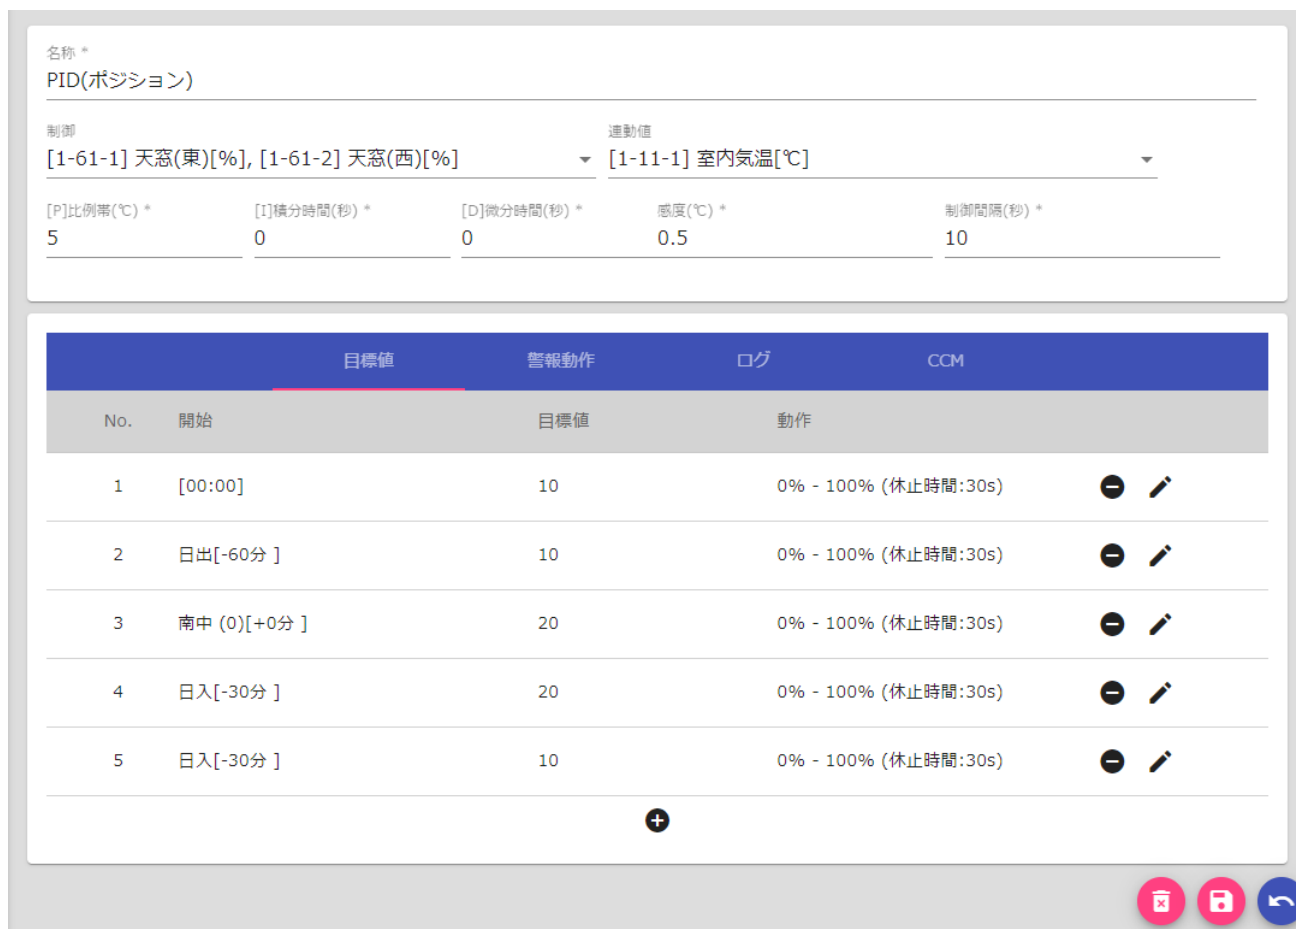 名称 *
PID(ポジション)
制御 連動値
[1-61-1] 天窓(東)[%], [1-61-2] 天窓(西)[%] [1-11-1] 室内気温[℃]
[P]比例帯(℃) * [I]積分時間(秒) * [D]微分時間(秒) * 感度(℃) * 制御間隔(秒) *
5 0 0 0.5 10
目標値 警報動作 ログ CCM
No. 開始 目標値 動作
1 [00:00] 10 0% - 100% (休止時間:30s)
2 日出[-60分 ] 10 0% - 100% (休止時間:30s)
3 南中 (0)[+0分 ] 20 0% - 100% (休止時間:30s)
4 日入[-30分 ] 20 0% - 100% (休止時間:30s)
5 日入[-30分 ] 10 0% - 100% (休止時間:30s)